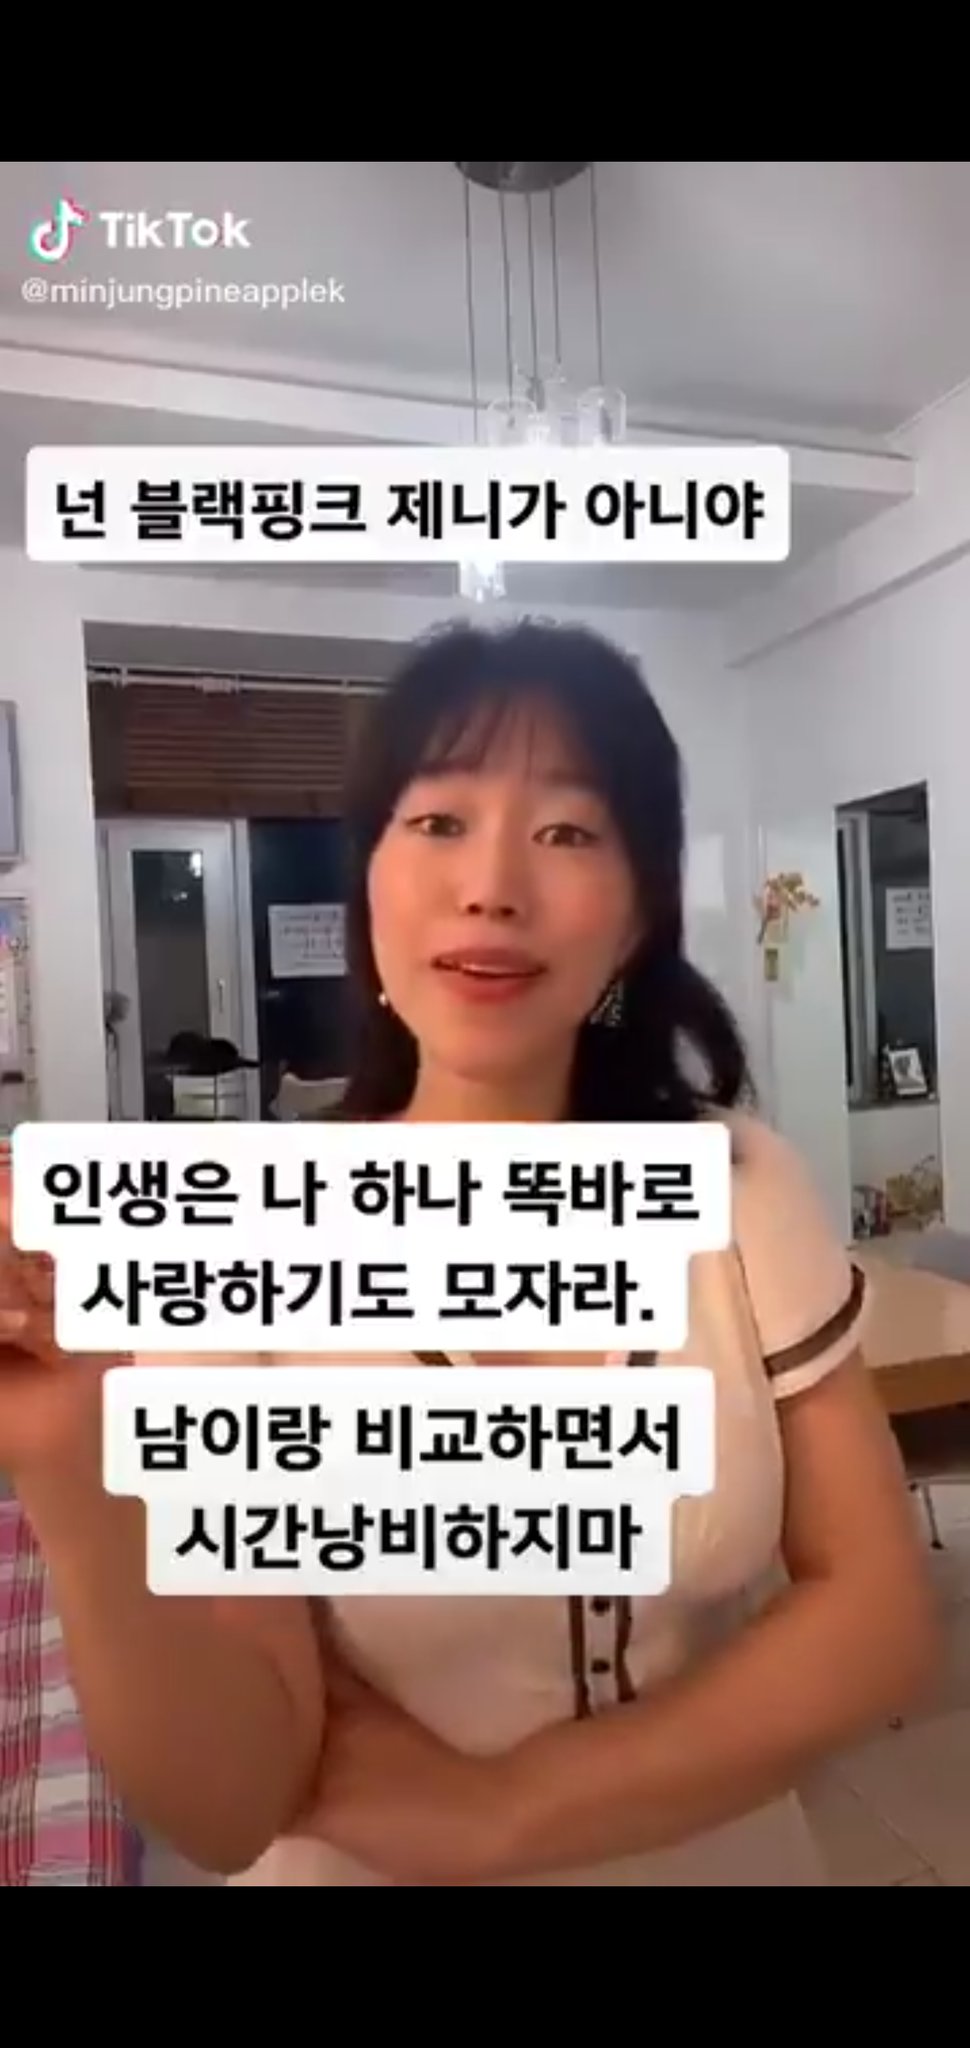 TikTok
@minjungpineapplek
넌 블랙핑크 제니가 아니야
인생은 나 하나 똑바로
사랑하기도 모자라.
남이랑 비교하면서
시간낭비하지마